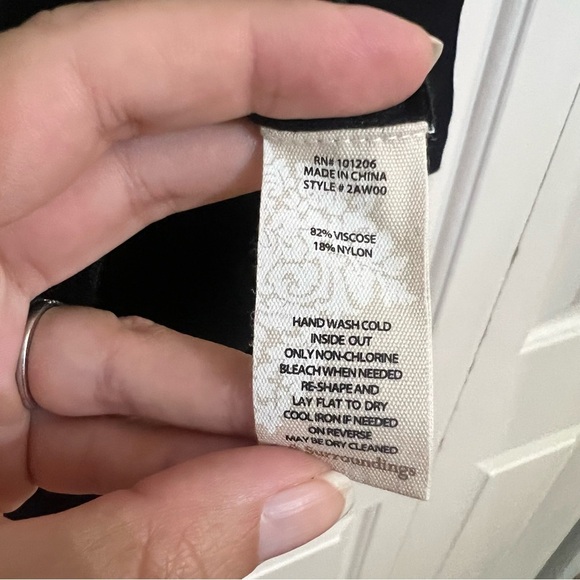 RN# 101206
MADE IN CHINA
STYLE # 2AW00
82% VISCOSE
18% NYLON
HAND WASH COLD
INSIDE OUT
ONLY NON-CHLORINE
BLEACH WHEN NEEDED
RE-SHAPE AND
LAY FLAT TO DRY
COOL IRON IF NEEDED
ON REVERSE
MAY BE DRY CLEANED
Surroundings